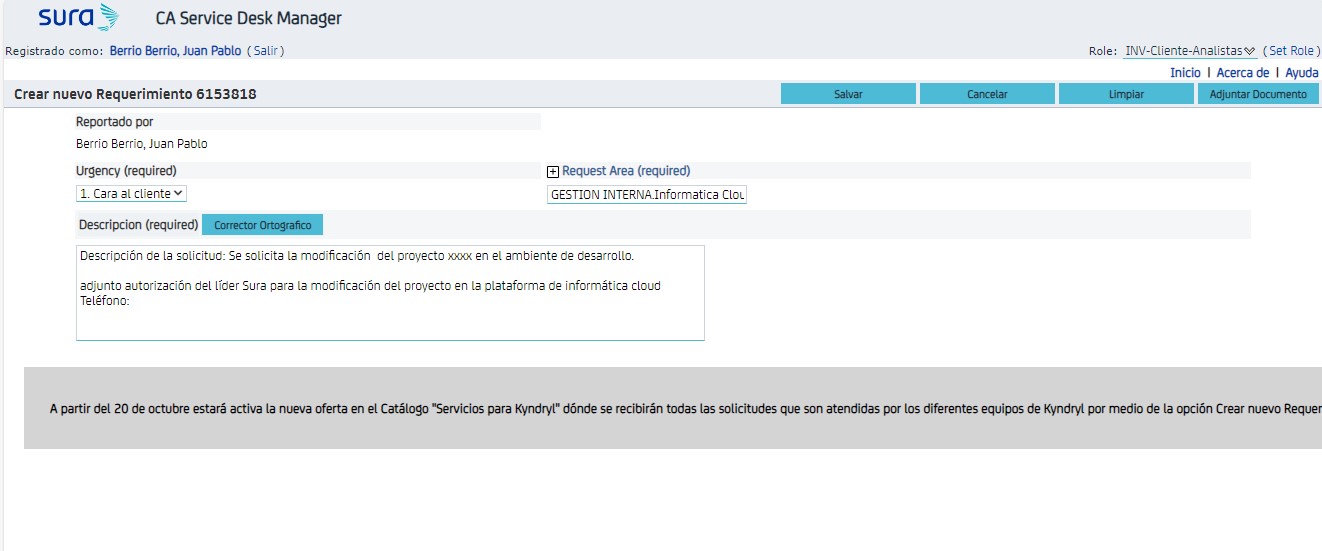 sura CA Service Desk Manager
Registrado como: Berrio Berrio, Juan Pablo (Salir) Role: INV-Cliente-Analistas (Set Role)
Inicio | Acerca de | Ayuda
Crear nuevo Requerimiento 6153818 Salvar Cancelar Limpiar Adjuntar Documento
Reportado por
Berrio Berrio, Juan Pablo
Urgency (required) Request Area (required)
1. Cara al cliente GESTION INTERNA.Informatica Clou
Descripcion (required) Corrector Ortografico
Descripción de la solicitud: Se solicita la modificación del proyecto xxxx en el ambiente de desarrollo.
adjunto autorización del líder Sura para la modificación del proyecto en la plataforma de informática cloud
Teléfono:
A partir del 20 de octubre estará activa la nueva oferta en el Catálogo "Servicios para Kyndryl" dónde se recibirán todas las solicitudes que son atendidas por los diferentes equipos de Kyndryl por medio de la opción Crear nuevo Requer